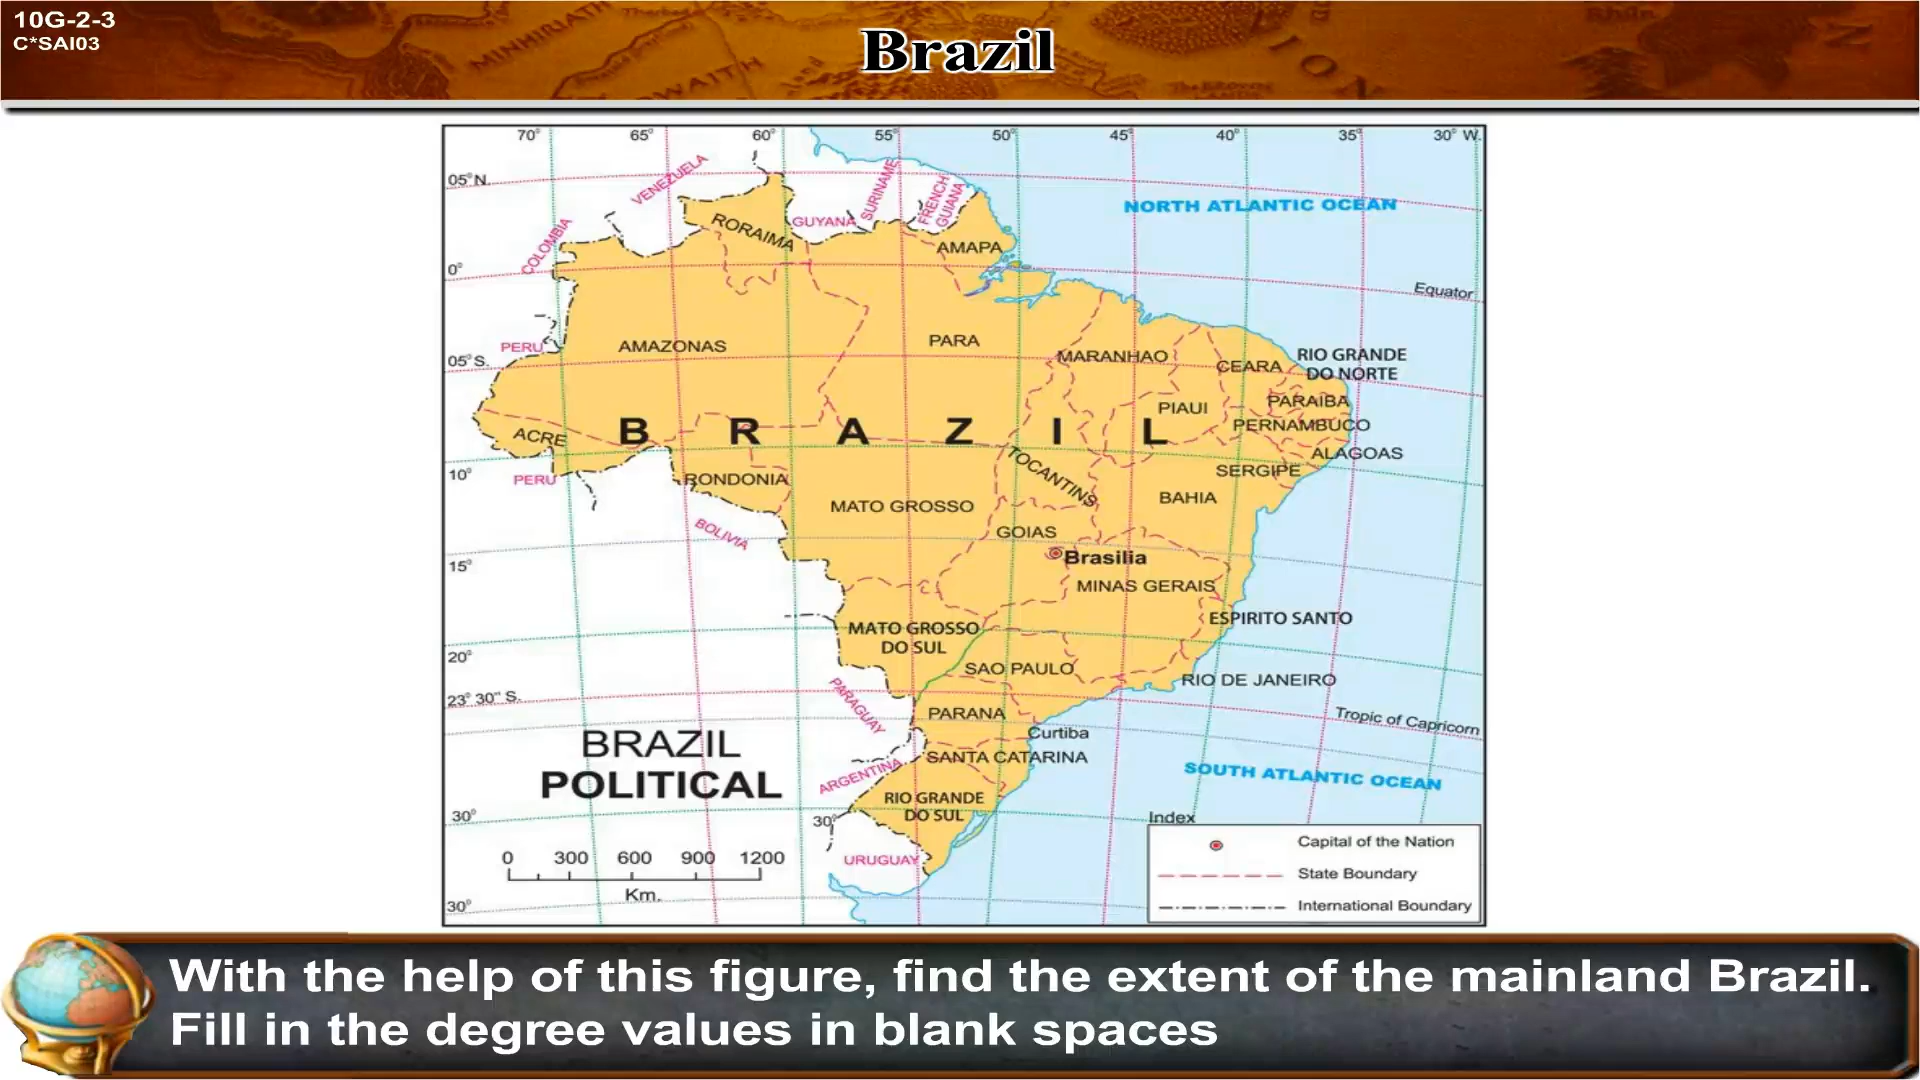 10G-2-3
C*SAI03
Brazil
70° 65° 60° 55° 50° 45° 40° 35° 30° W.
05° N.
VENEZUELA
COLOMBIA
GUYANA
SURINAME
FRENCH
GUIANA
NORTH ATLANTIC OCEAN
RORAIMA
AMAPA
0°
Equator
PERU
AMAZONAS
PARA
MARANHAO
CEARA
RIO GRANDE
DO NORTE
05° S.
PIAUI
PARAIBA
PERNAMBUCO
ACRE
B R A Z I L
ALAGOAS
SERGIPE
10°
PERU
RONDONIA
TOCANTINS
MATO GROSSO
BAHIA
BOLIVIA
GOIAS
Brasilia
15°
MINAS GERAIS
ESPIRITO SANTO
MATO GROSSO
DO SUL
20°
SAO PAULO
RIO DE JANEIRO
23° 30" S.
PARAGUAY
PARANA
Tropic of Capricorn
Curtiba
BRAZIL
POLITICAL
SANTA CATARINA
ARGENTINA
SOUTH ATLANTIC OCEAN
RIO GRANDE
DO SUL
30°
30°
URUGUAY
0 300 600 900 1200
Km.
30°
Index
Capital of the Nation
State Boundary
International Boundary
With the help of this figure, find the extent of the mainland Brazil.
Fill in the degree values in blank spaces